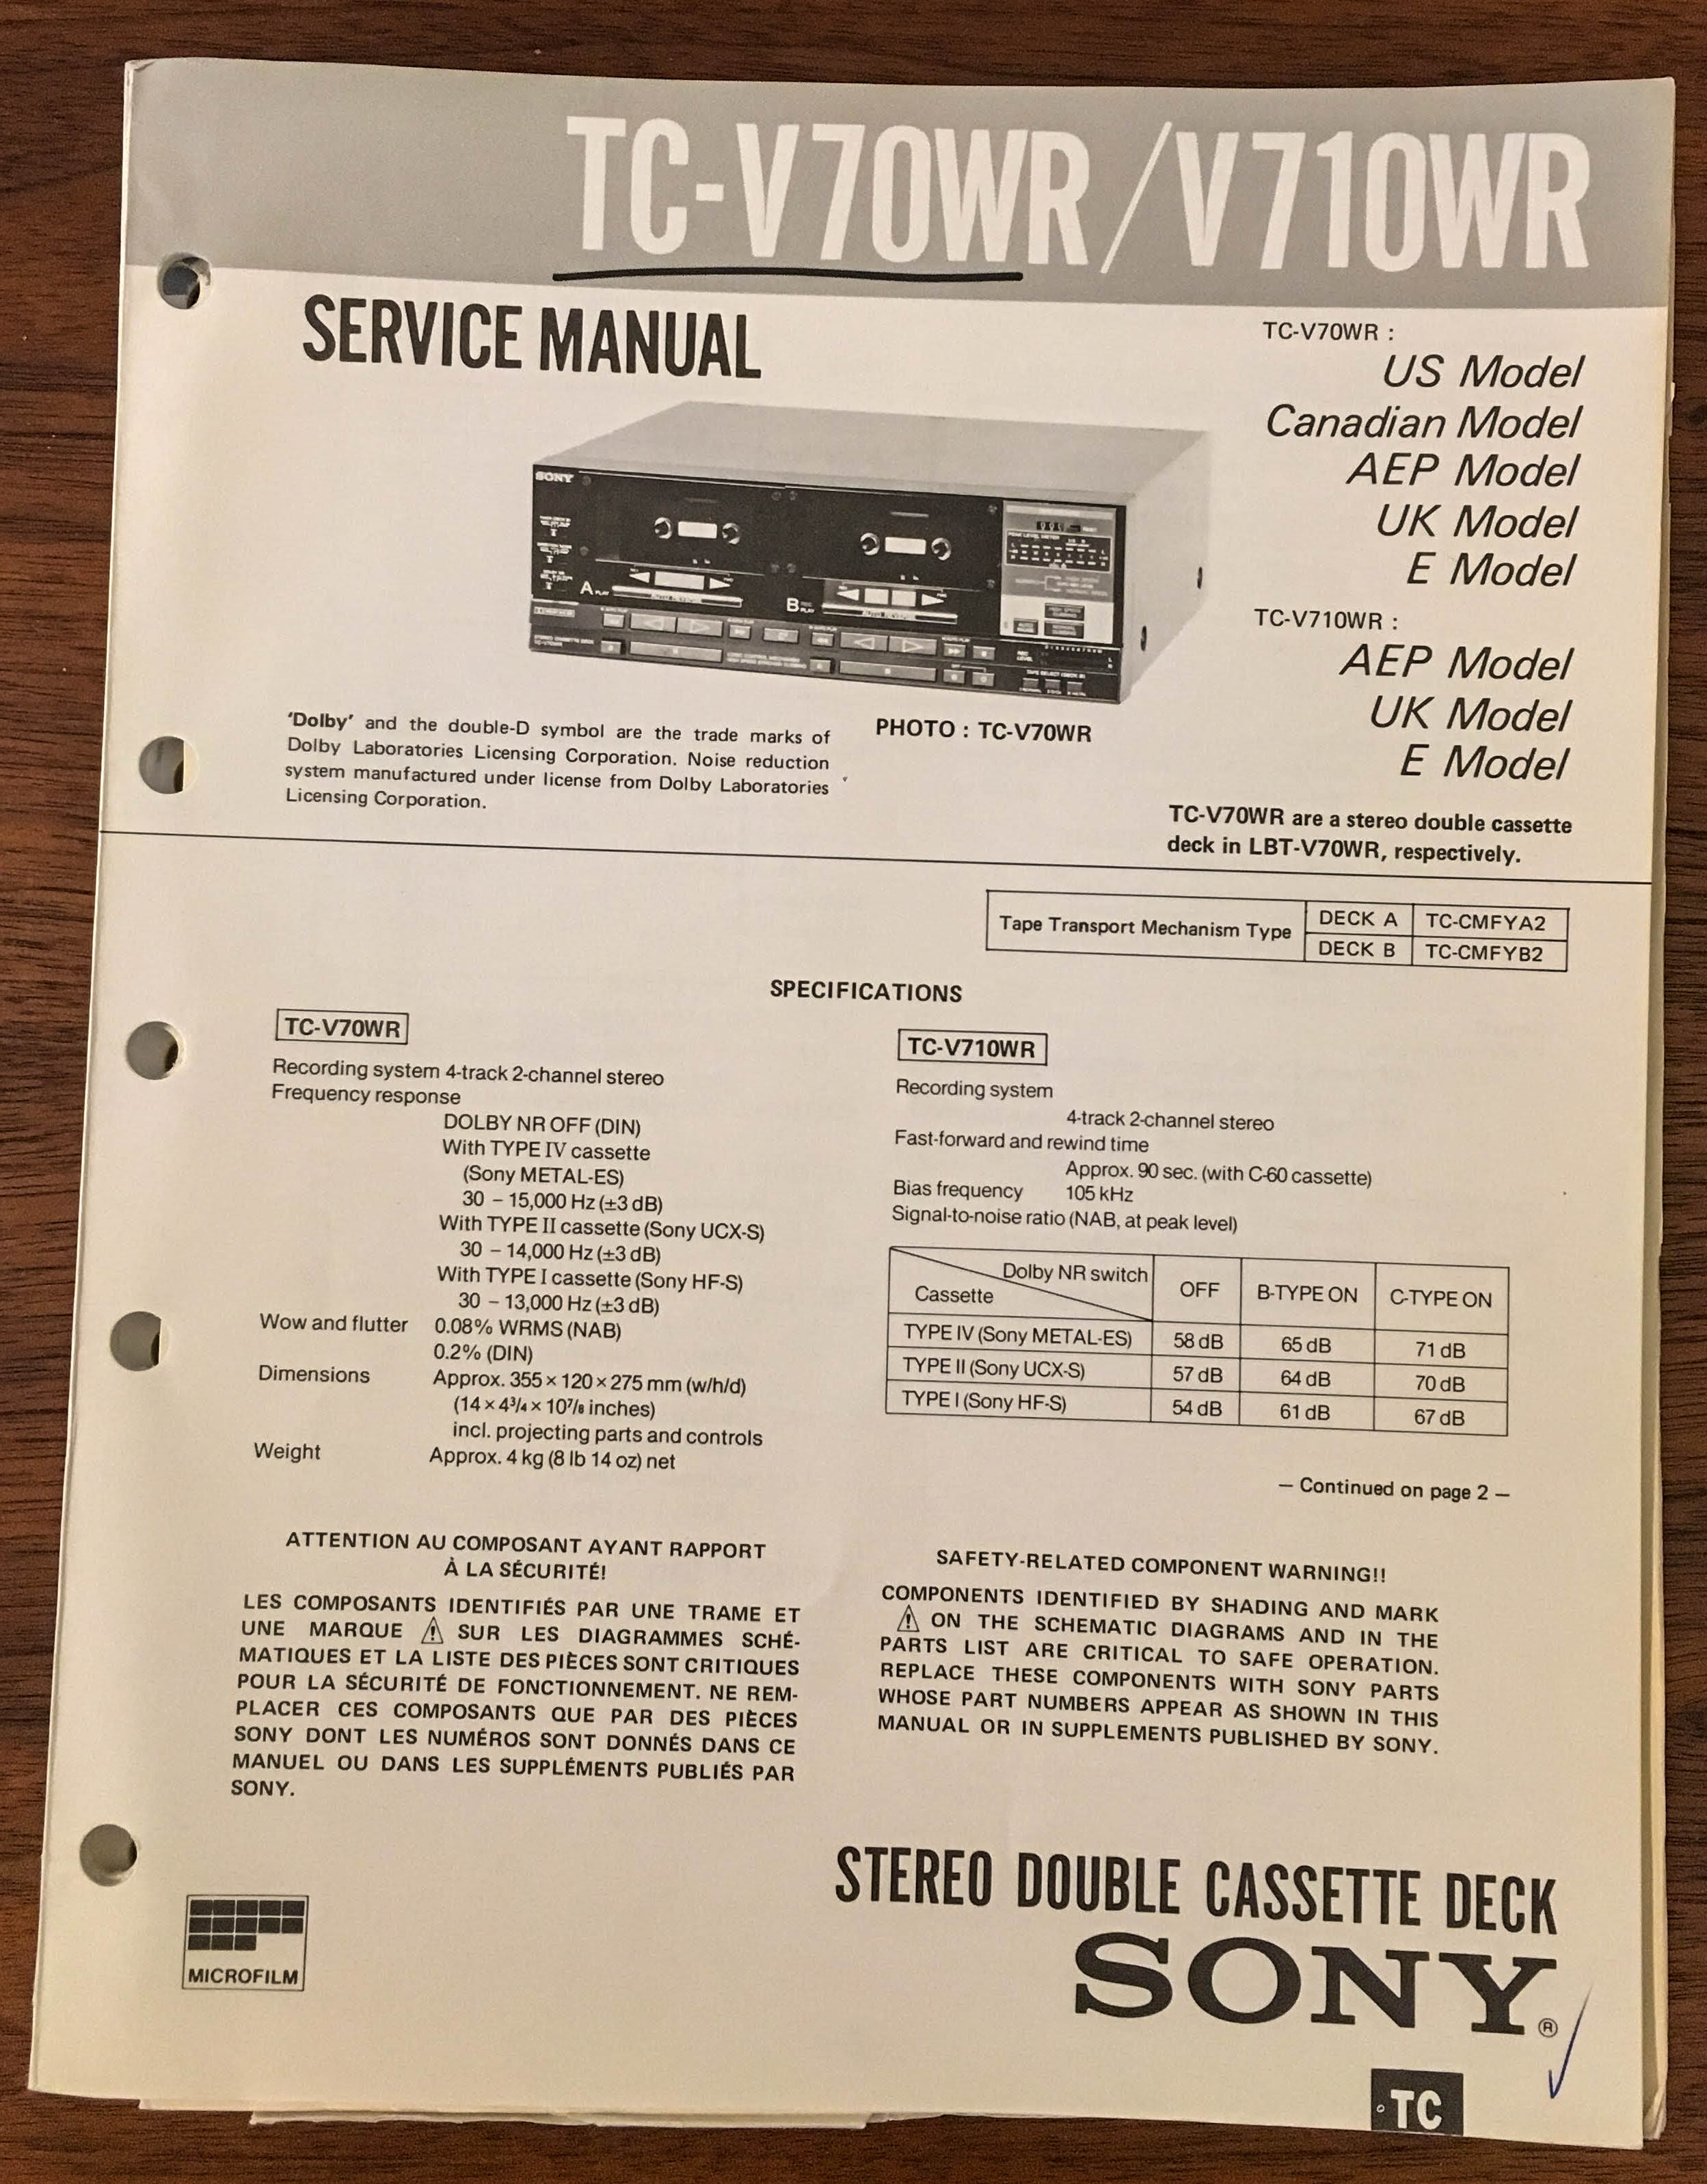 TC-V70WR/V710WR
SERVICE MANUAL
TC-V70WR :
US Model
Canadian Model
AEP Model
UK Model
E Model
TC-V710WR :
AEP Model
UK Model
E Model
SONY
A
B
PHOTO : TC-V70WR
'Dolby' and the double-D symbol are the trade marks of
Dolby Laboratories Licensing Corporation. Noise reduction
system manufactured under license from Dolby Laboratories
Licensing Corporation.
TC-V70WR are a stereo double cassette
deck in LBT-V70WR, respectively.
Tape Transport Mechanism Type
DECK A TC-CMFYA2
DECK B TC-CMFYB2
SPECIFICATIONS
TC-V70WR
Recording system 4-track 2-channel stereo
Frequency response
DOLBY NR OFF (DIN)
With TYPE IV cassette
(Sony METAL-ES)
30 – 15,000 Hz (±3 dB)
With TYPE II cassette (Sony UCX-S)
30 – 14,000 Hz (±3 dB)
With TYPE I cassette (Sony HF-S)
30 – 13,000 Hz (±3 dB)
Wow and flutter 0.08% WRMS (NAB)
0.2% (DIN)
Dimensions Approx. 355 × 120 × 275 mm (w/h/d)
(14 × 4³/₄ × 10⁷/₈ inches)
incl. projecting parts and controls
Weight Approx. 4 kg (8 lb 14 oz) net
TC-V710WR
Recording system
4-track 2-channel stereo
Fast-forward and rewind time
Approx. 90 sec. (with C-60 cassette)
Bias frequency 105 kHz
Signal-to-noise ratio (NAB, at peak level)
Dolby NR switch
Cassette OFF B-TYPE ON C-TYPE ON
TYPE IV (Sony METAL-ES) 58 dB 65 dB 71 dB
TYPE II (Sony UCX-S) 57 dB 64 dB 70 dB
TYPE I (Sony HF-S) 54 dB 61 dB 67 dB
– Continued on page 2 –
ATTENTION AU COMPOSANT AYANT RAPPORT
À LA SÉCURITÉ!
LES COMPOSANTS IDENTIFIÉS PAR UNE TRAME ET
UNE MARQUE ⚠ SUR LES DIAGRAMMES SCHÉ-
MATIQUES ET LA LISTE DES PIÈCES SONT CRITIQUES
POUR LA SÉCURITÉ DE FONCTIONNEMENT. NE REM-
PLACER CES COMPOSANTS QUE PAR DES PIÈCES
SONY DONT LES NUMÉROS SONT DONNÉS DANS CE
MANUEL OU DANS LES SUPPLÉMENTS PUBLIÉS PAR
SONY.
SAFETY-RELATED COMPONENT WARNING!!
COMPONENTS IDENTIFIED BY SHADING AND MARK
⚠ ON THE SCHEMATIC DIAGRAMS AND IN THE
PARTS LIST ARE CRITICAL TO SAFE OPERATION.
REPLACE THESE COMPONENTS WITH SONY PARTS
WHOSE PART NUMBERS APPEAR AS SHOWN IN THIS
MANUAL OR IN SUPPLEMENTS PUBLISHED BY SONY.
MICROFILM
STEREO DOUBLE CASSETTE DECK
SONY®
TC